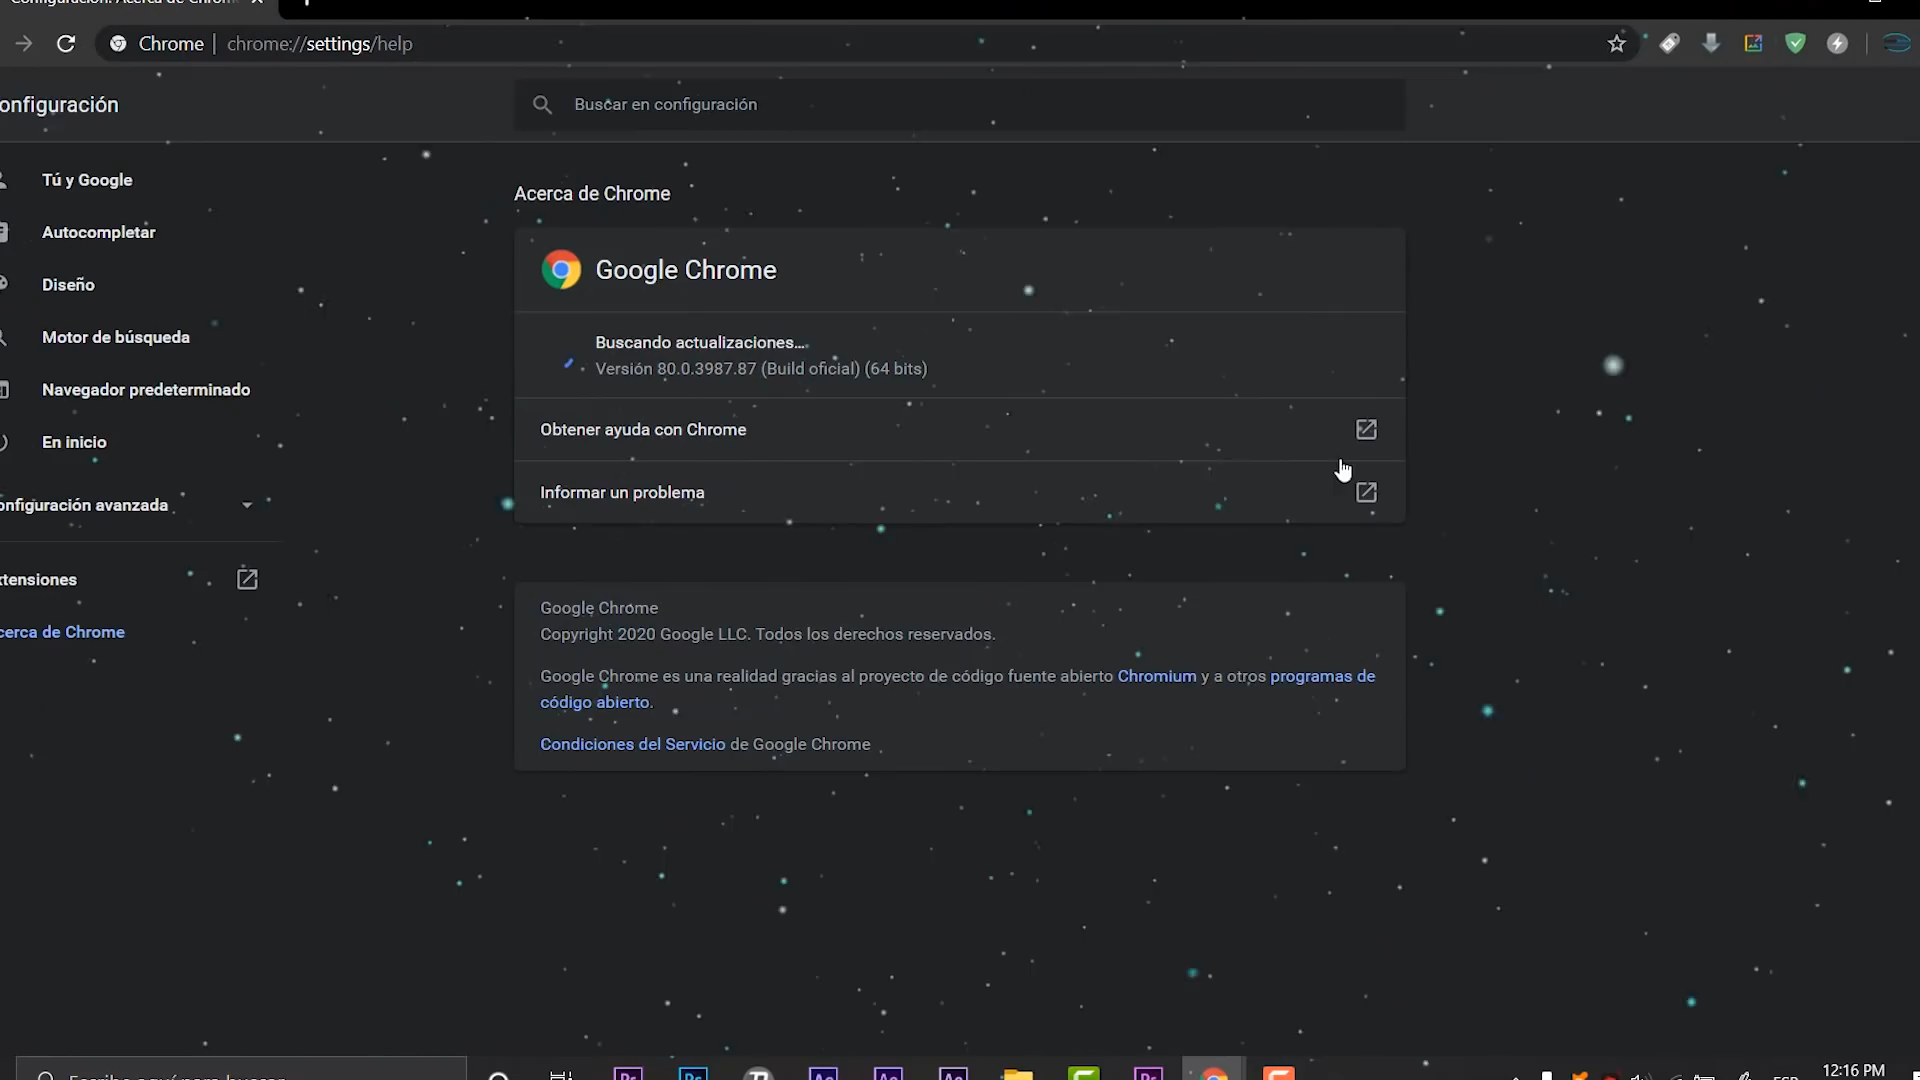 Chrome | chrome://settings/help
onfiguración
Buscar en configuración
Tú y Google
Autocompletar
Diseño
Motor de búsqueda
Navegador predeterminado
En inicio
onfiguración avanzada
xtensiones
cerca de Chrome
Acerca de Chrome
Google Chrome
Buscando actualizaciones...
Versión 80.0.3987.87 (Build oficial) (64 bits)
Obtener ayuda con Chrome
Informar un problema
Google Chrome
Copyright 2020 Google LLC. Todos los derechos reservados.
Google Chrome es una realidad gracias al proyecto de código fuente abierto Chromium y a otros programas de
código abierto.
Condiciones del Servicio de Google Chrome
12:16 PM